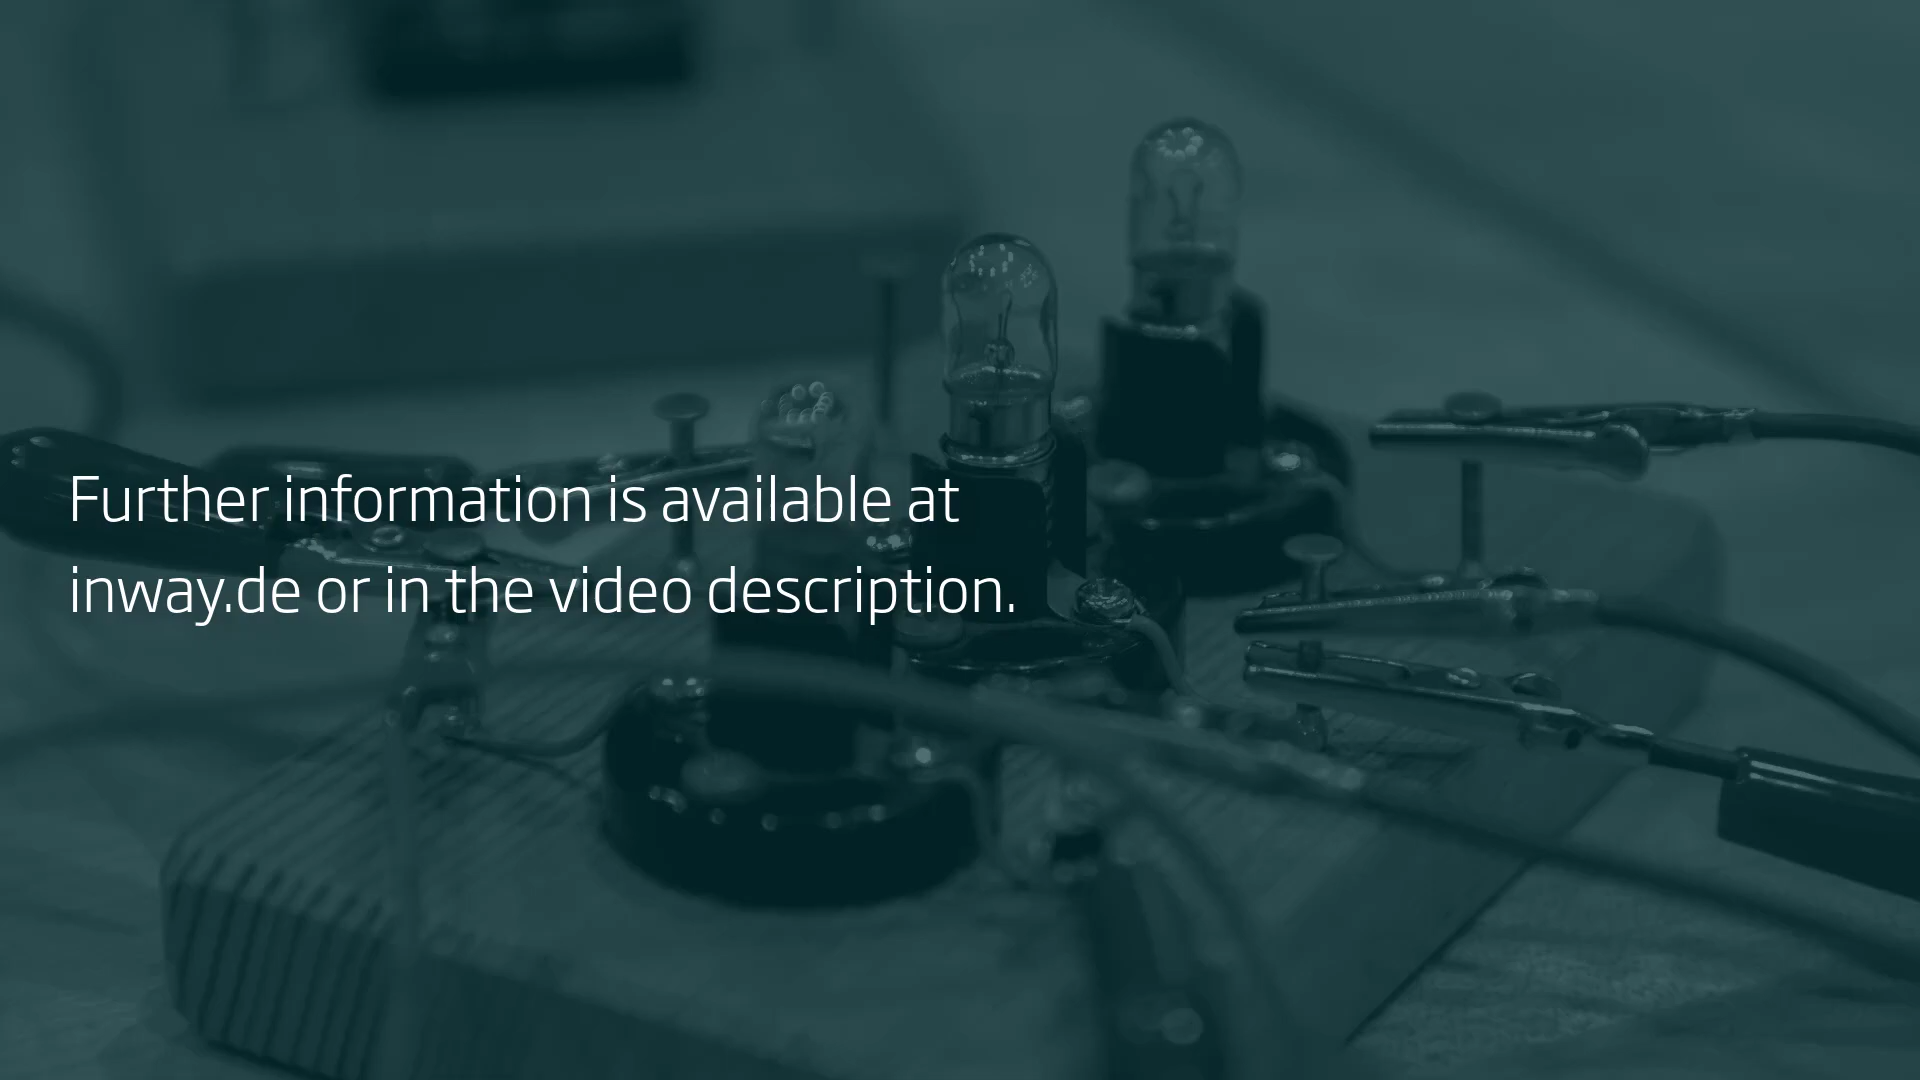 Further information is available at
inway.de or in the video description.